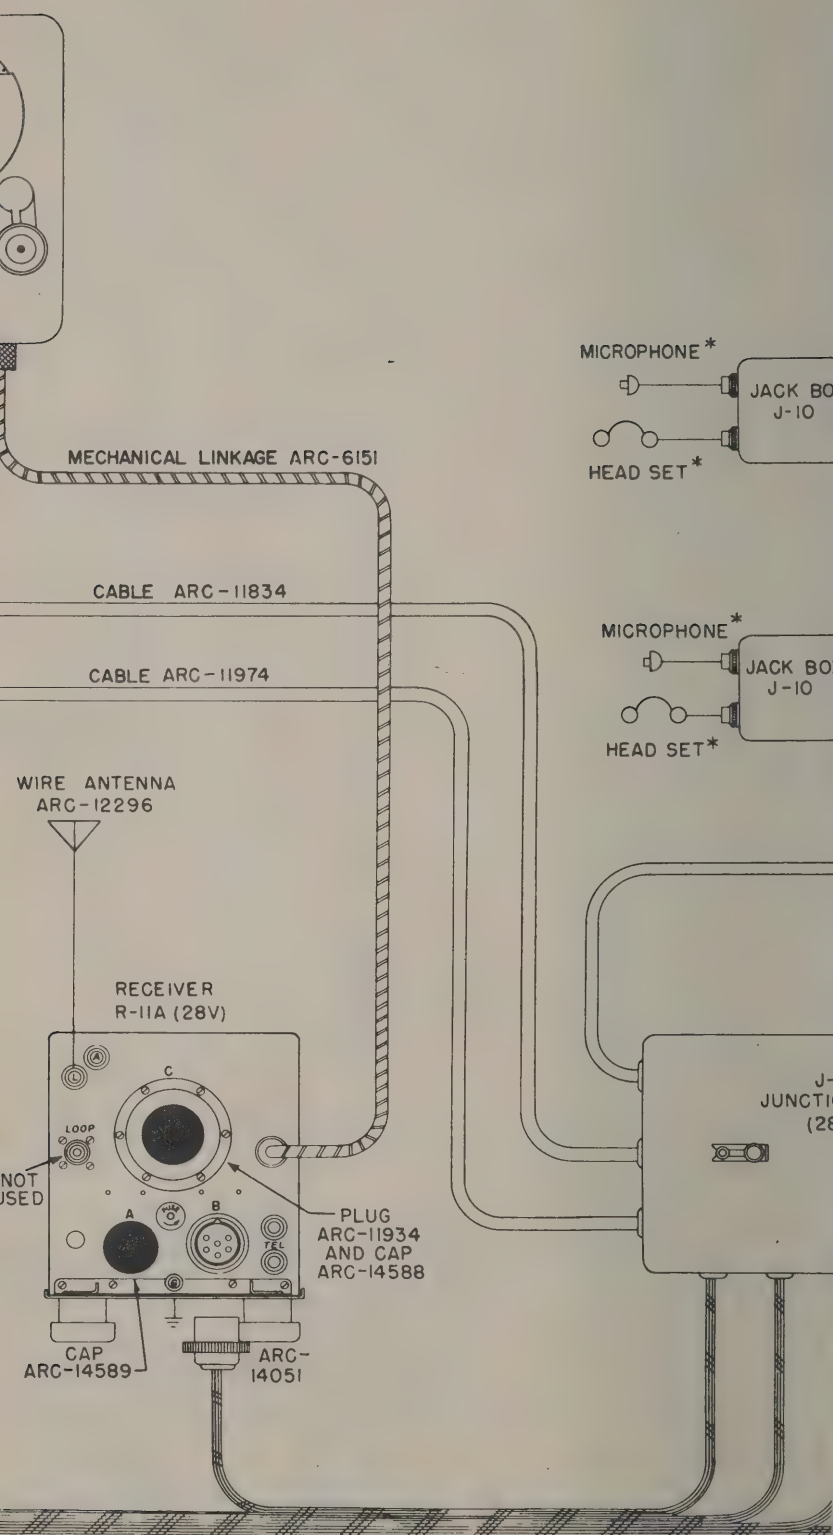 MICROPHONE*
JACK BO
J-10
HEAD SET*
MECHANICAL LINKAGE ARC-6151
CABLE ARC-11834
MICROPHONE*
JACK BO
J-10
HEAD SET*
CABLE ARC-11974
WIRE ANTENNA
ARC-12296
RECEIVER
R-11A (28V)
A
L
C
LOOP
NOT
USED
J-
JUNCTI
(28
A
FUSE
B
TEL
G
PLUG
ARC-11934
AND CAP
ARC-14588
CAP
ARC-14589
ARC-
14051